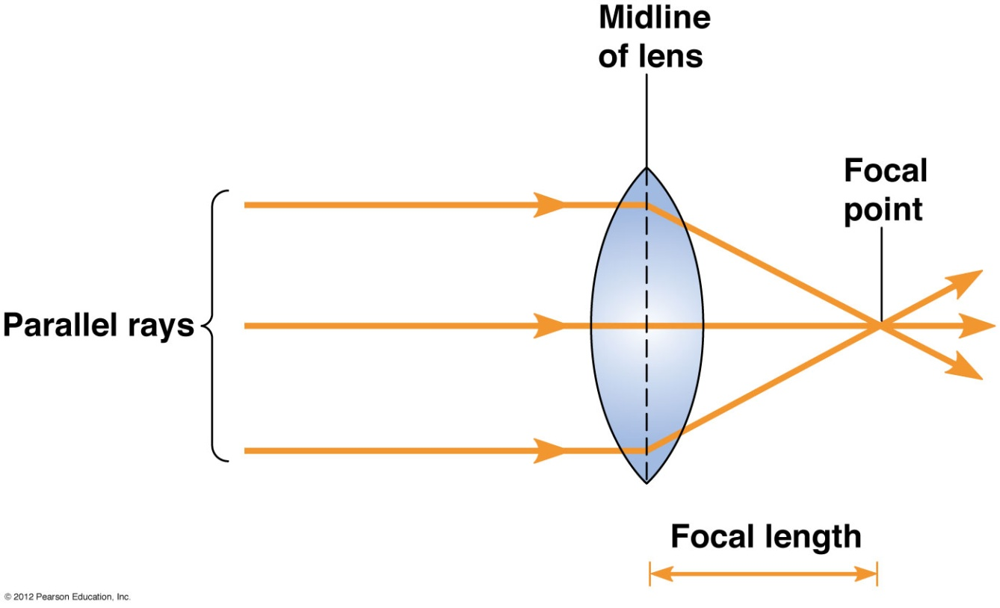 Midline
of lens
Focal
point
Parallel rays
Focal length
© 2012 Pearson Education, Inc.